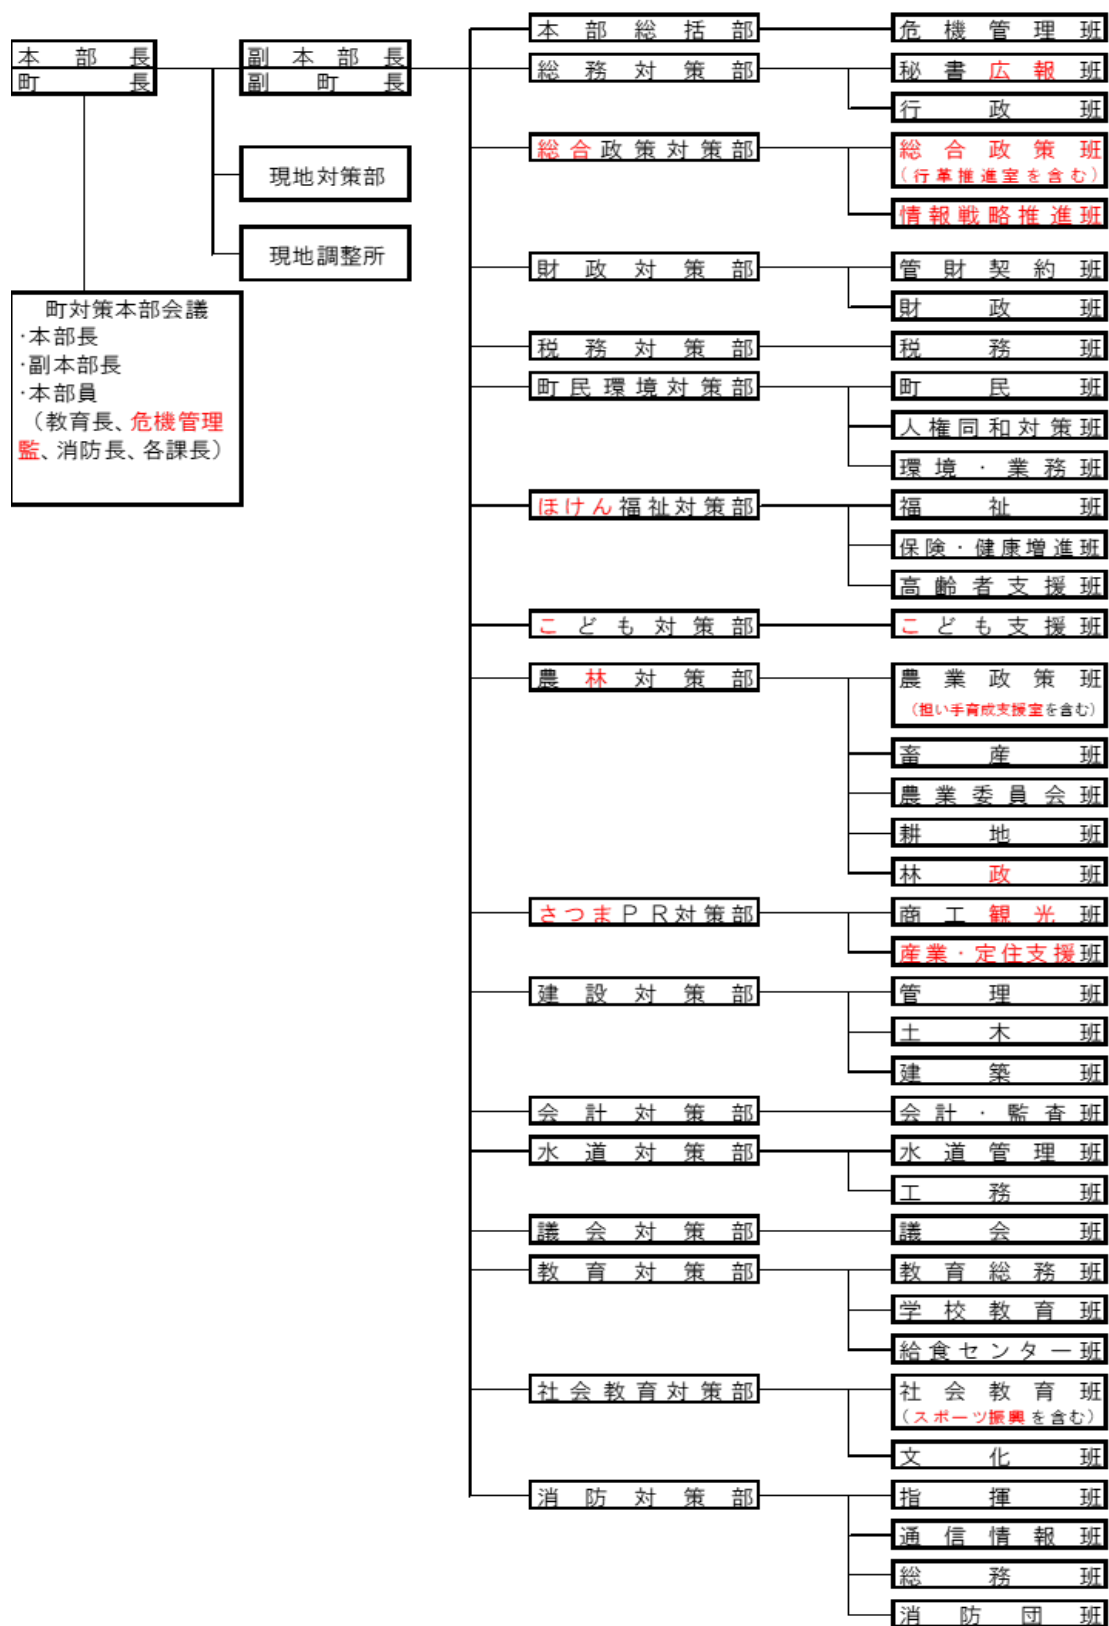 本部長
町長
副本部長
副町長
現地対策部
現地調整所
町対策本部会議
・本部長
・副本部長
・本部員
（教育長、危機管理
監、消防長、各課長）
本部総括部
危機管理班
総務対策部
秘書広報班
行政班
総合政策対策部
総合政策班
（行革推進室を含む）
情報戦略推進班
財政対策部
管財契約班
財政班
税務対策部
税務班
町民環境対策部
町民班
人権同和対策班
環境・業務班
ほけん福祉対策部
福祉班
保険・健康増進班
高齢者支援班
こども対策部
こども支援班
農林対策部
農業政策班
（担い手育成支援室を含む）
畜産班
農業委員会班
耕地班
林政班
さつまＰＲ対策部
商工観光班
産業・定住支援班
建設対策部
管理班
土木班
建築班
会計対策部
会計・監査班
水道対策部
水道管理班
工務班
議会対策部
議会班
教育対策部
教育総務班
学校教育班
給食センター班
社会教育対策部
社会教育班
（スポーツ振興を含む）
文化班
消防対策部
指揮班
通信情報班
総務班
消防団班